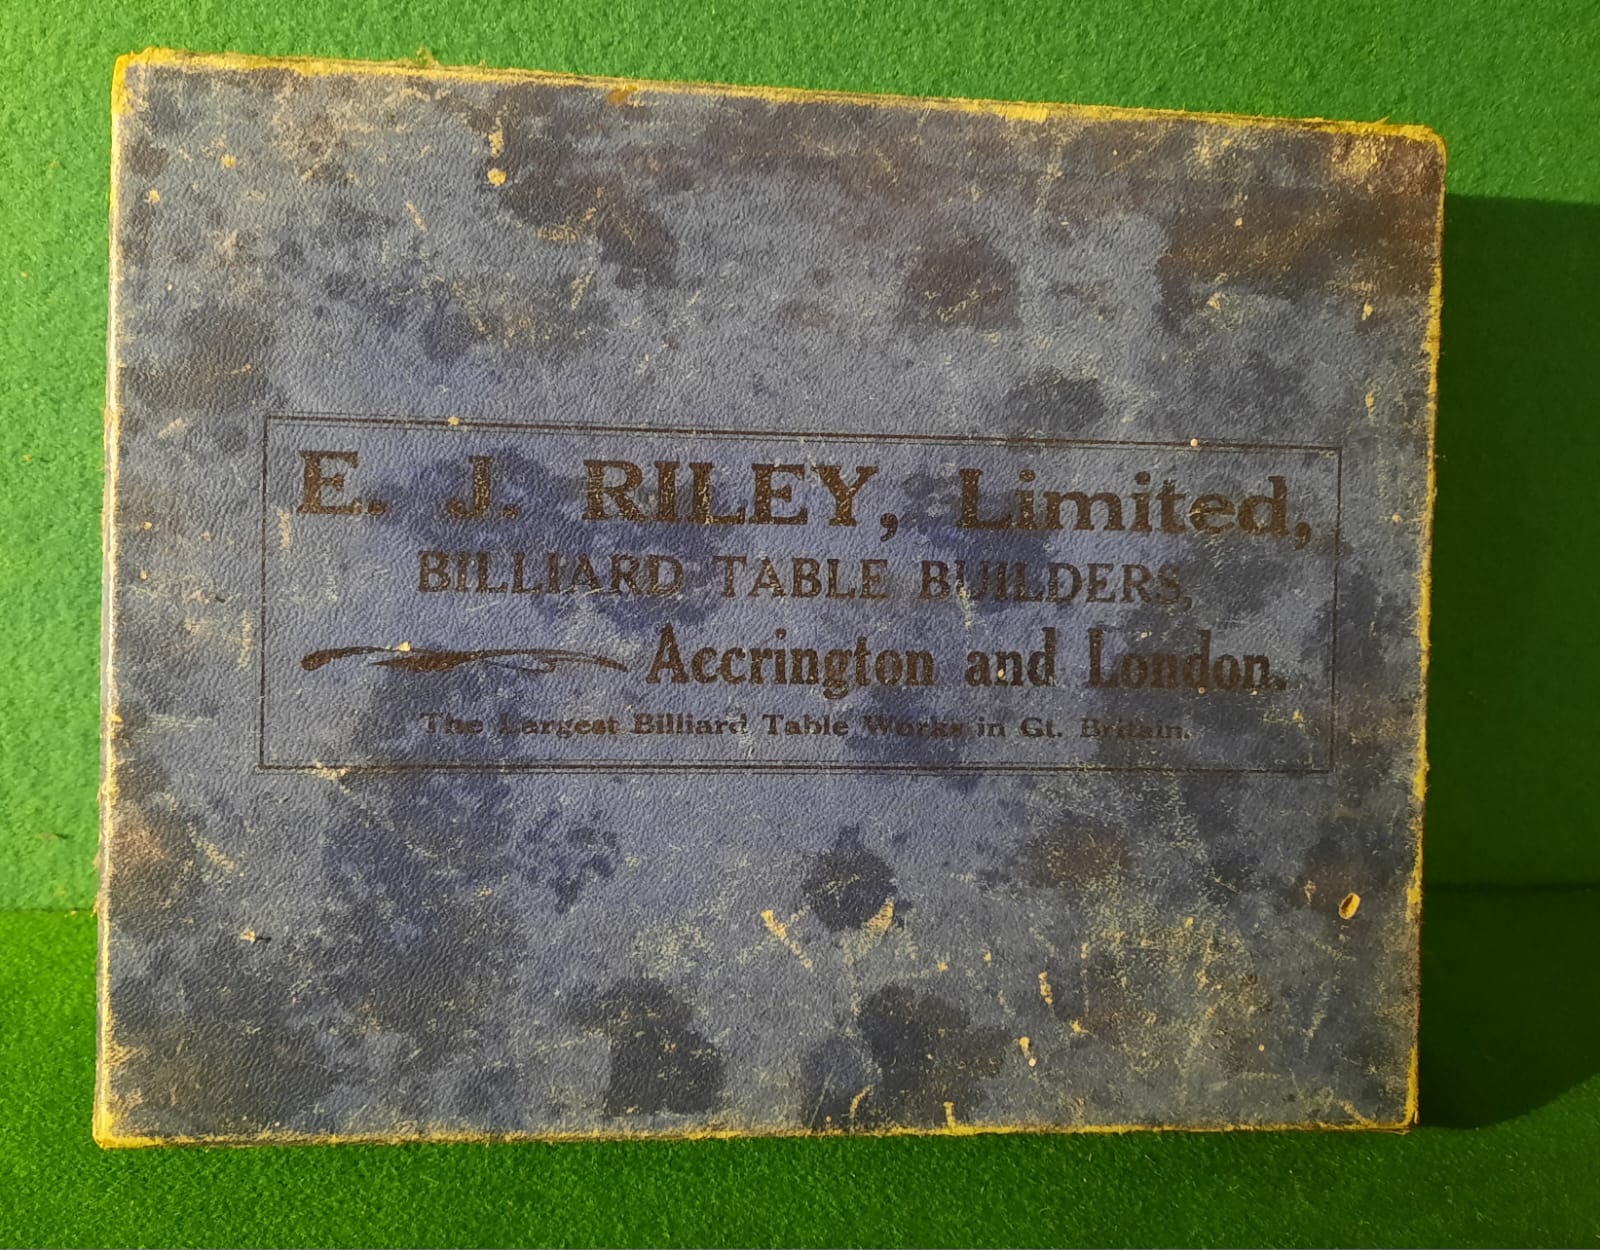 E. J. RILEY, Limited,
BILLIARD TABLE BUILDERS,
Accrington and London.
The Largest Billiard Table Works in Gt. Britain.